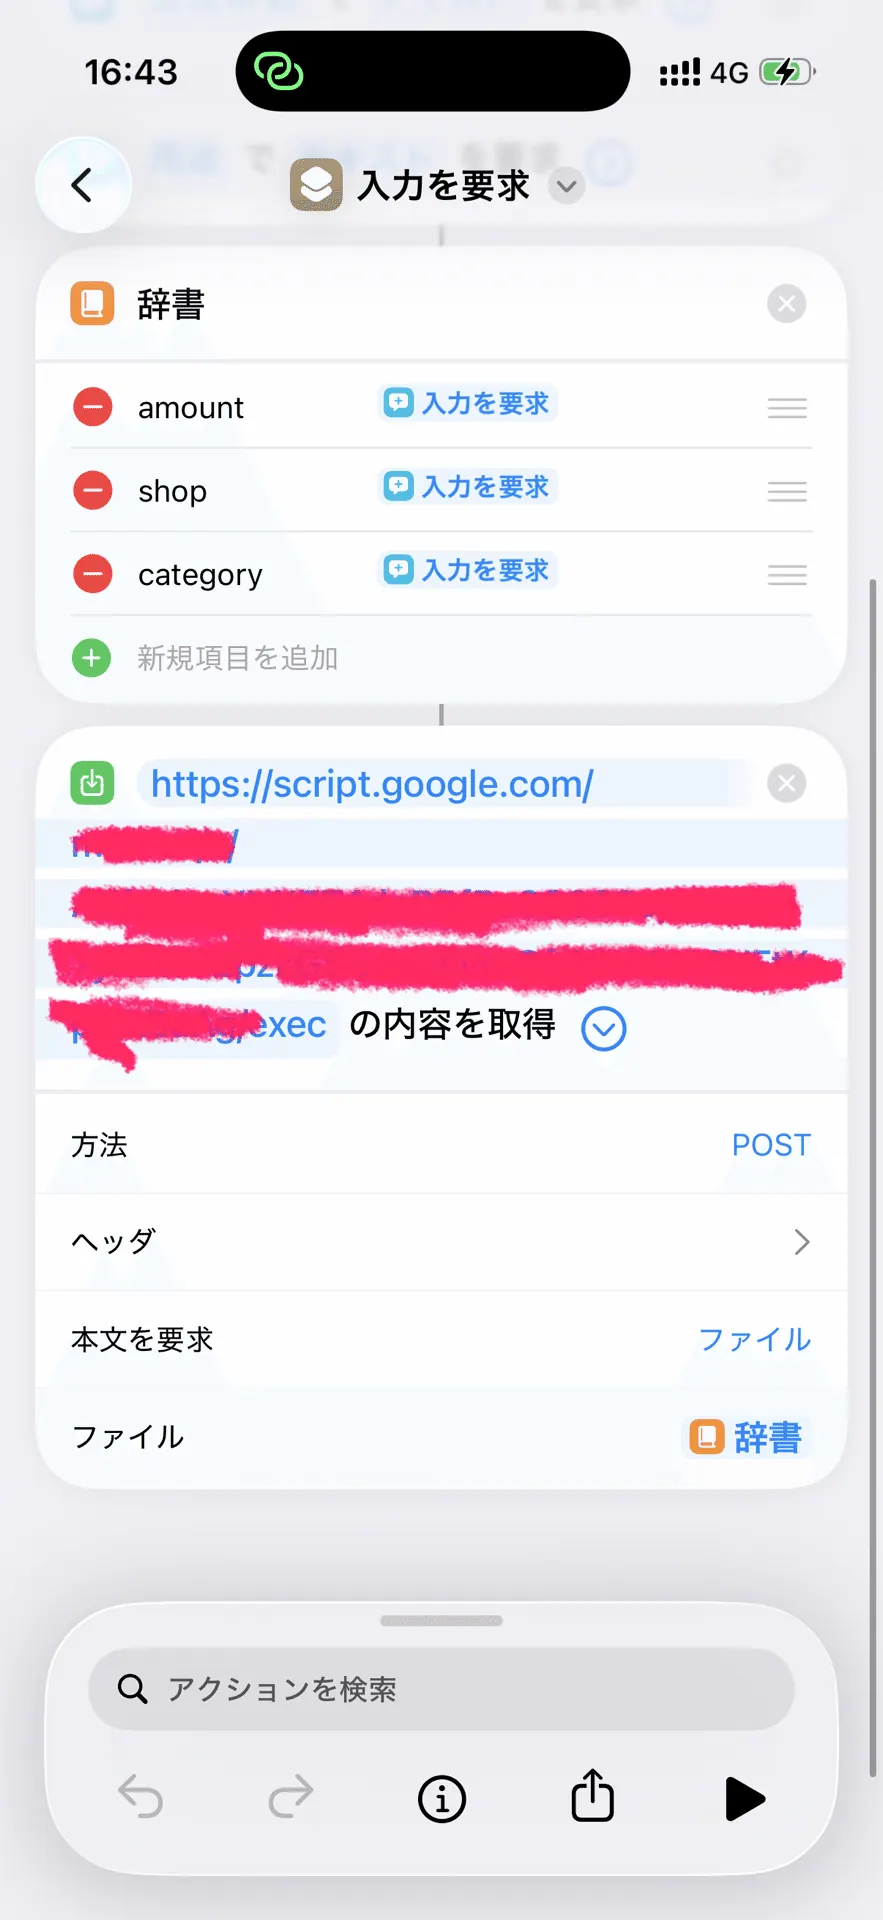 16:43
4G
入力を要求
辞書
amount 入力を要求
shop 入力を要求
category 入力を要求
新規項目を追加
https://script.google.com/
/exec の内容を取得
方法 POST
ヘッダ
本文を要求 ファイル
ファイル 辞書
アクションを検索